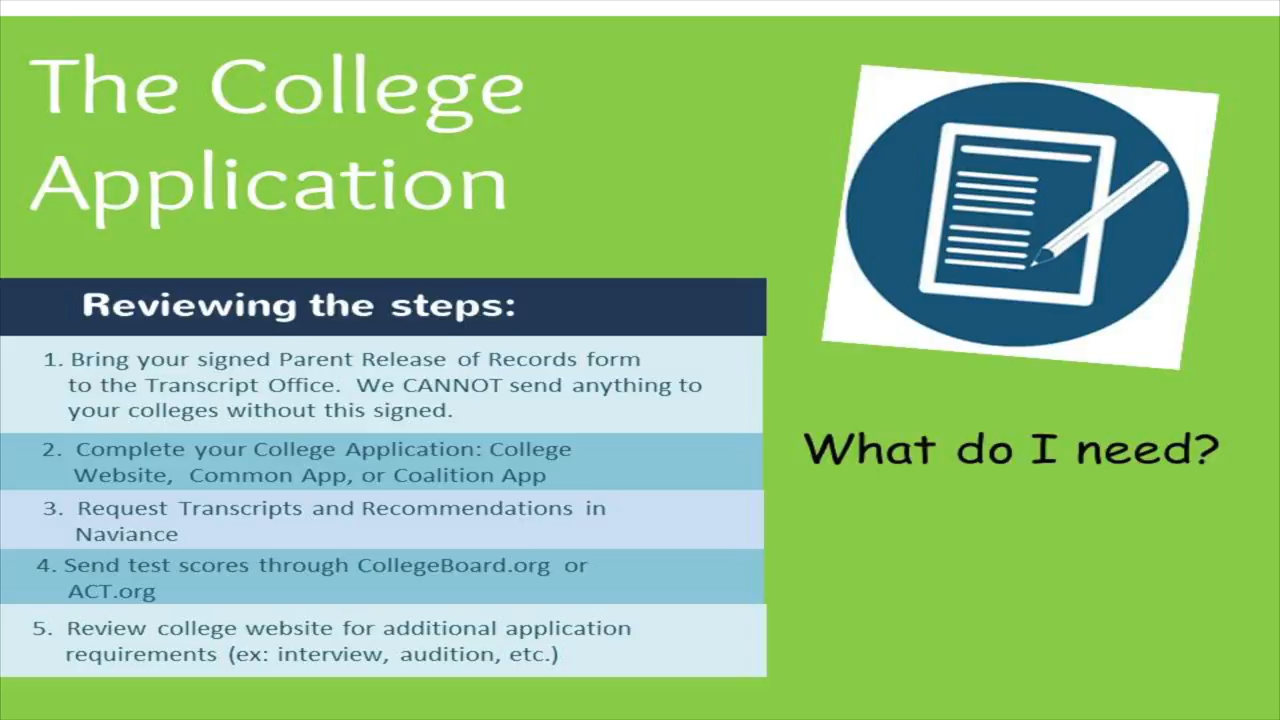 The College
Application
Reviewing the steps:
1. Bring your signed Parent Release of Records form
to the Transcript Office. We CANNOT send anything to
your colleges without this signed.
2. Complete your College Application: College
Website, Common App, or Coalition App
3. Request Transcripts and Recommendations in
Naviance
4. Send test scores through CollegeBoard.org or
ACT.org
5. Review college website for additional application
requirements (ex: interview, audition, etc.)
What do I need?